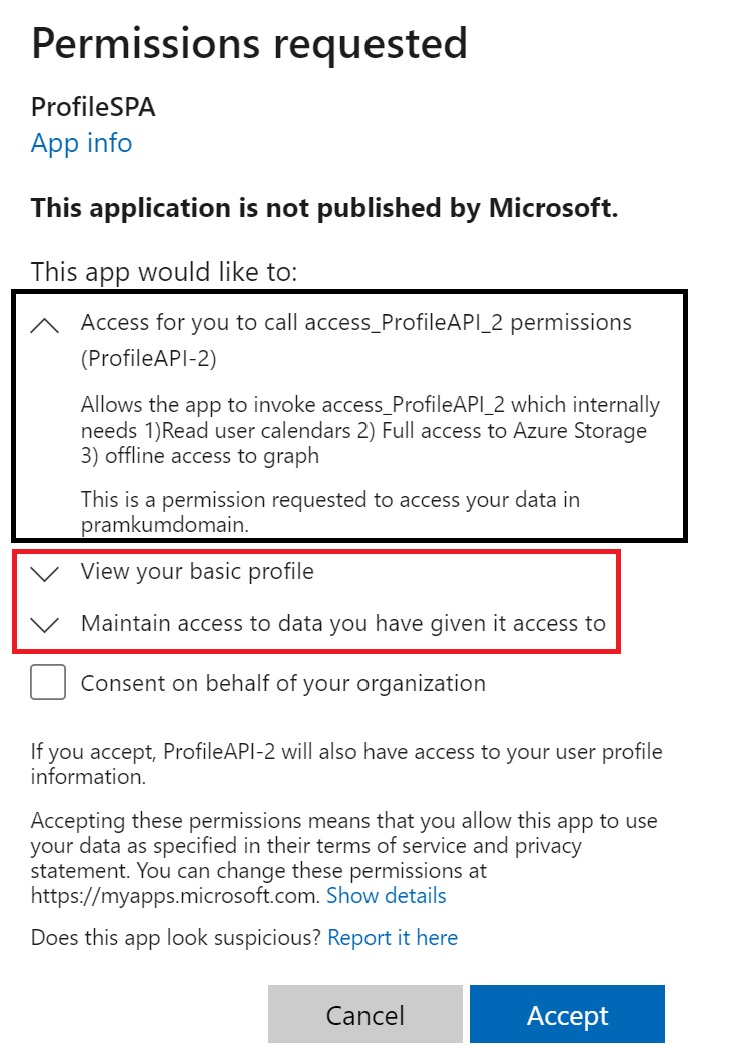 Permissions requested
ProfileSPA
App info
This application is not published by Microsoft.
This app would like to:
Access for you to call access_ProfileAPI_2 permissions
(ProfileAPI-2)
Allows the app to invoke access_ProfileAPI_2 which internally
needs 1)Read user calendars 2) Full access to Azure Storage
3) offline access to graph
This is a permission requested to access your data in
pramkumdomain.
View your basic profile
Maintain access to data you have given it access to
Consent on behalf of your organization
If you accept, ProfileAPI-2 will also have access to your user profile
information.
Accepting these permissions means that you allow this app to use
your data as specified in their terms of service and privacy
statement. You can change these permissions at
https://myapps.microsoft.com. Show details
Does this app look suspicious? Report it here
Cancel
Accept